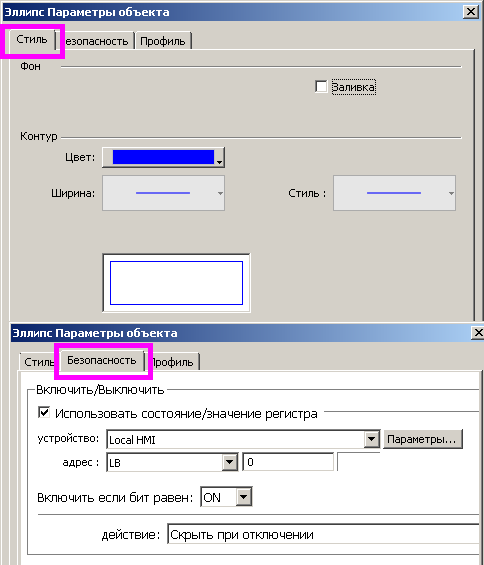 Эллипс Параметры объекта
Стиль Безопасность Профиль
Фон
Заливка
Контур
Цвет:
Ширина: Стиль :
Эллипс Параметры объекта
Стиль Безопасность Профиль
Включить/Выключить
Использовать состояние/значение регистра
устройство: Local HMI Параметры...
адрес : LB 0
Включить если бит равен: ON
действие: Скрыть при отключении